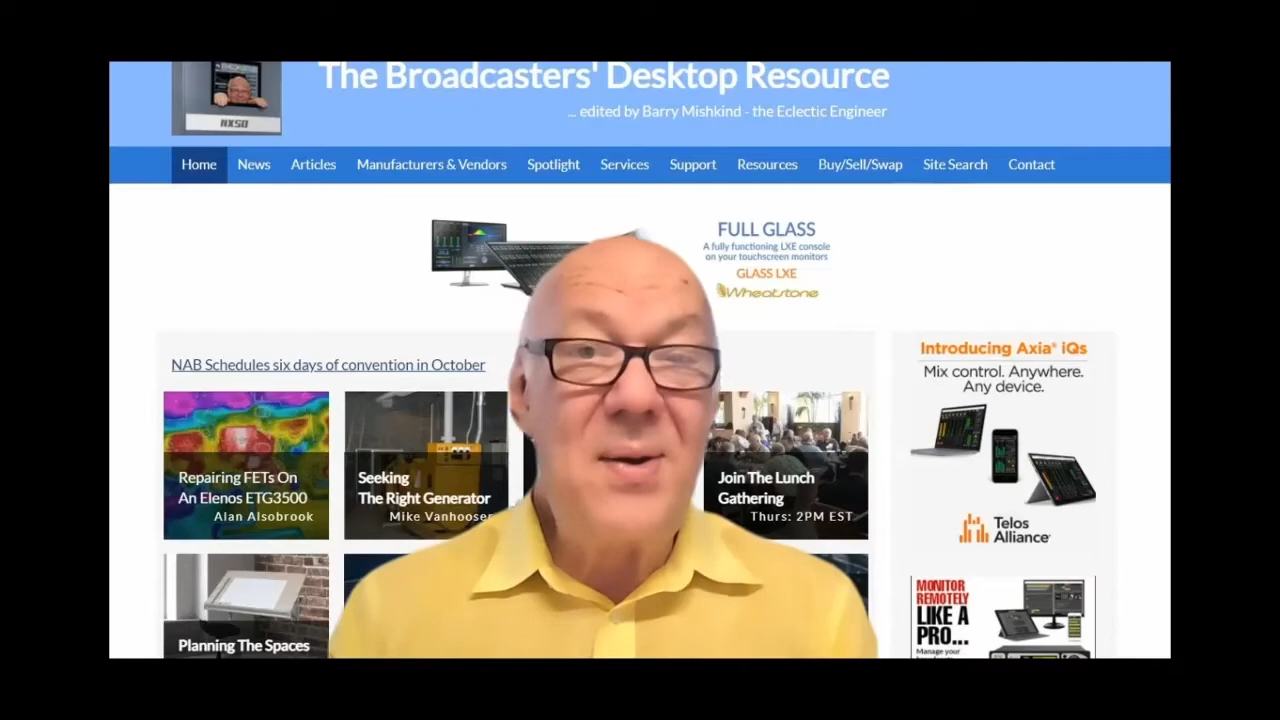 The Broadcasters' Desktop Resource
... edited by Barry Mishkind - the Eclectic Engineer
NXSO
Home News Articles Manufacturers & Vendors Spotlight Services Support Resources Buy/Sell/Swap Site Search Contact
FULL GLASS
A fully functioning LXE console
on your touchscreen monitors
GLASS LXE
Wheatstone
NAB Schedules six days of convention in October
Repairing FETs On
An Elenos ETG3500
Alan Alsobrook
Seeking
The Right Generator
Mike Vanhooser
Join The Lunch
Gathering
Thurs: 2PM EST
Planning The Spaces
Introducing Axia® iQs
Mix control. Anywhere.
Any device.
Telos
Alliance
MONITOR
REMOTELY
LIKE A
PRO...
Manage your